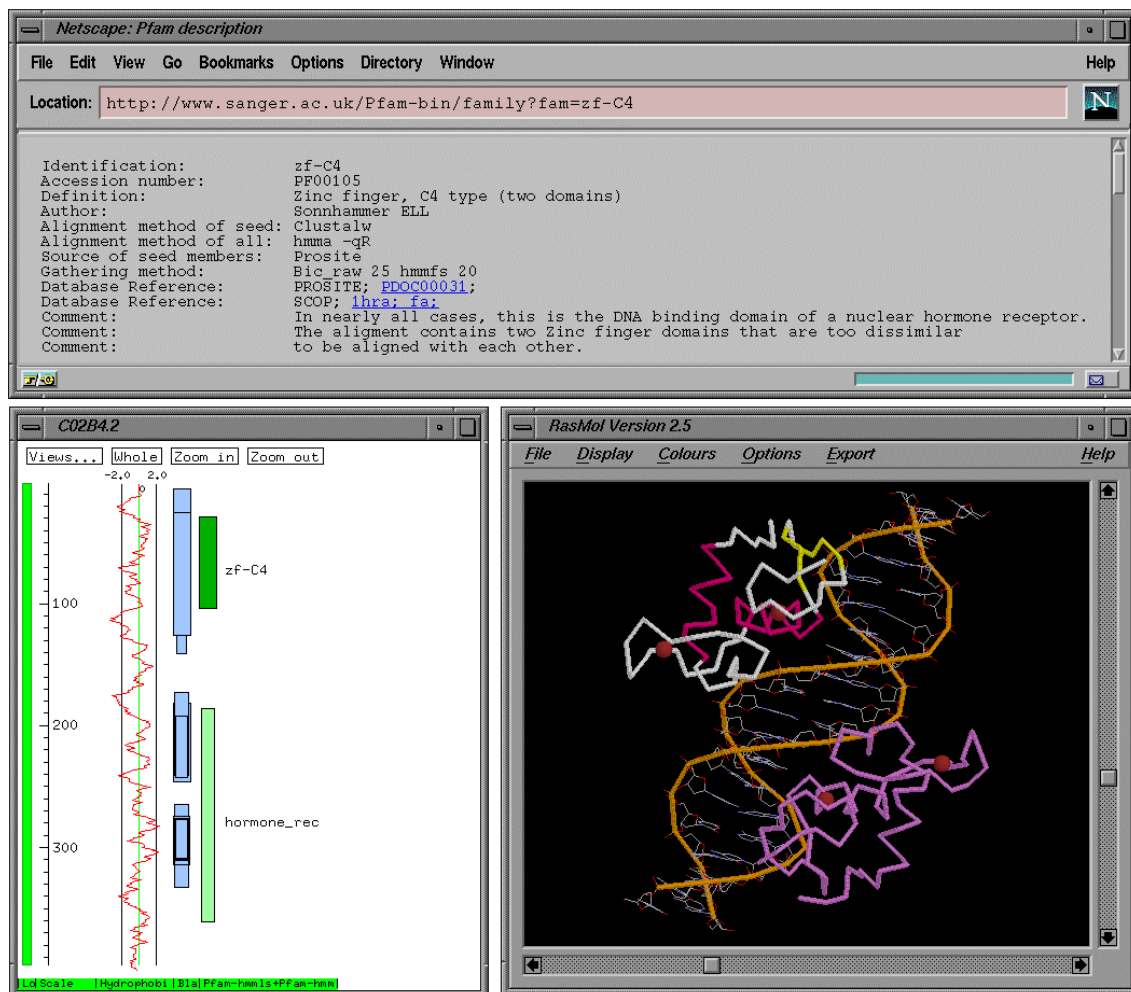 Netscape: Pfam description
File Edit View Go Bookmarks Options Directory Window Help
Location: http://www.sanger.ac.uk/Pfam-bin/family?fam=zf-C4
N
Identification: zf-C4
Accession number: PF00105
Definition: Zinc finger, C4 type (two domains)
Author: Sonnhammer ELL
Alignment method of seed: Clustalw
Alignment method of all: hmma -qR
Source of seed members: Prosite
Gathering method: Bic_raw 25 hmmfs 20
Database Reference: PROSITE; PDOC00031;
Database Reference: SCOP; 1hra; fa;
Comment: In nearly all cases, this is the DNA binding domain of a nuclear hormone receptor.
Comment: The aligment contains two Zinc finger domains that are too dissimilar
Comment: to be aligned with each other.
C02B4.2
Views... Whole Zoom in Zoom out
-2.0 2.0
0
zf-C4
100
200
hormone_rec
300
Lo Scale Hydrophobi Bla Pfam-hmmls+Pfam-hmm
RasMol Version 2.5
File Display Colours Options Export Help